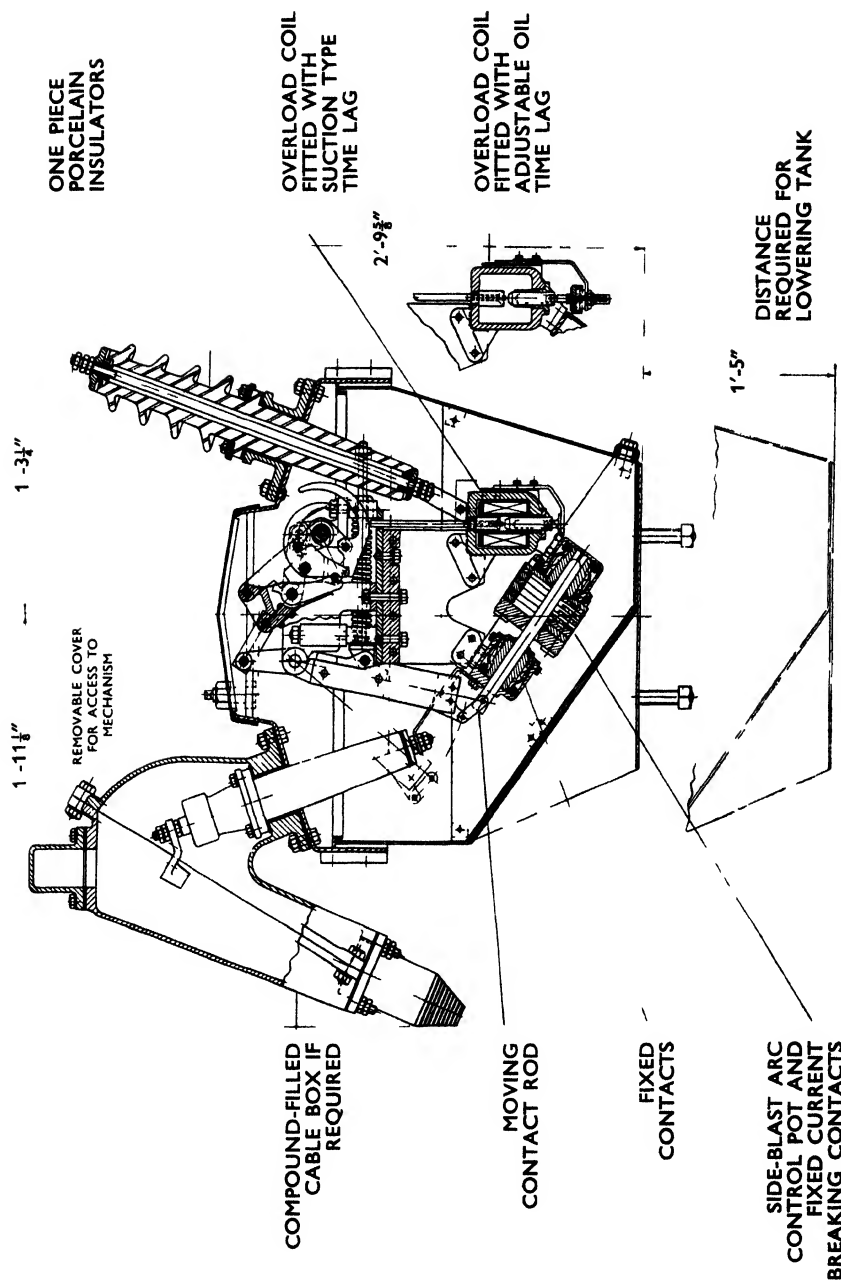 1 -11⅛"
1 -3¼"
REMOVABLE COVER
FOR ACCESS TO
MECHANISM
ONE PIECE
PORCELAIN
INSULATORS
OVERLOAD COIL
FITTED WITH
SUCTION TYPE
TIME LAG
2'-9⅝"
OVERLOAD COIL
FITTED WITH
ADJUSTABLE OIL
TIME LAG
1'-5"
DISTANCE
REQUIRED FOR
LOWERING TANK
COMPOUND-FILLED
CABLE BOX IF
REQUIRED
MOVING
CONTACT ROD
FIXED
CONTACTS
SIDE-BLAST ARC
CONTROL POT AND
FIXED CURRENT
BREAKING CONTACTS